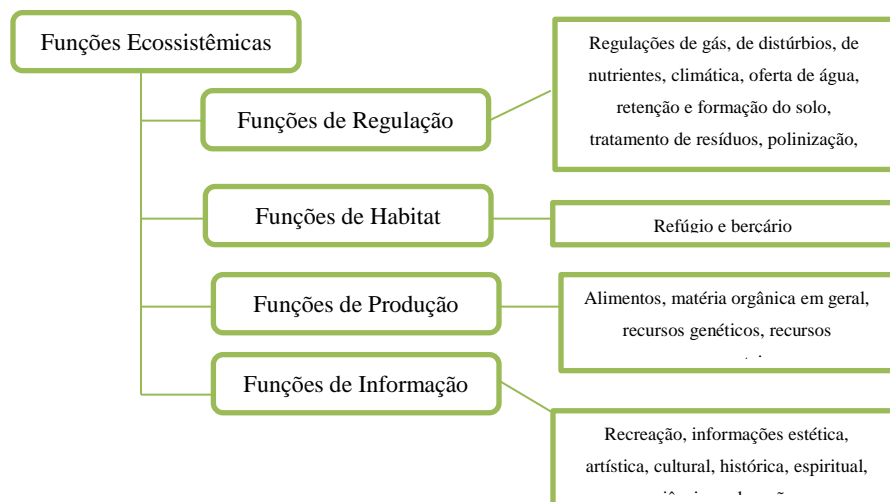 Funções Ecossistêmicas
Regulações de gás, de distúrbios, de
nutrientes, climática, oferta de água,
retenção e formação do solo,
tratamento de resíduos, polinização,
Funções de Regulação
Funções de Habitat
Refúgio e berçário
Funções de Produção
Alimentos, matéria orgânica em geral,
recursos genéticos, recursos
Funções de Informação
Recreação, informações estética,
artística, cultural, histórica, espiritual,